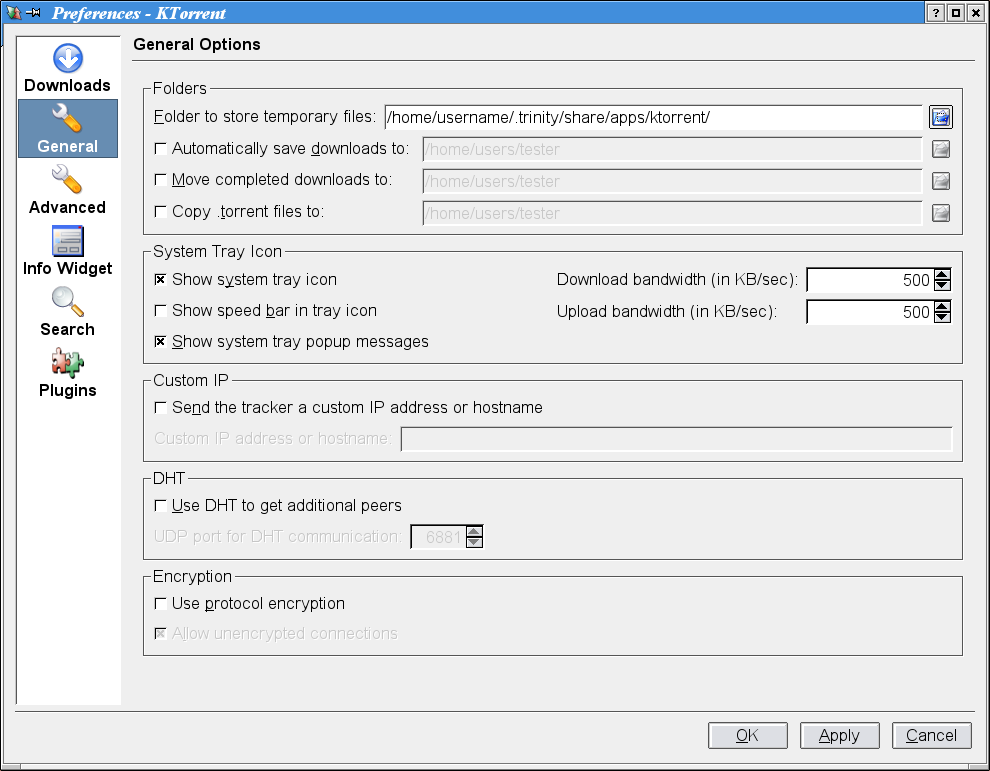 Preferences - KTorrent
General Options
Downloads
General
Advanced
Info Widget
Search
Plugins
Folders
Folder to store temporary files: /home/username/.trinity/share/apps/ktorrent/
Automatically save downloads to: /home/users/tester
Move completed downloads to: /home/users/tester
Copy .torrent files to: /home/users/tester
System Tray Icon
Show system tray icon Download bandwidth (in KB/sec): 500
Show speed bar in tray icon Upload bandwidth (in KB/sec): 500
Show system tray popup messages
Custom IP
Send the tracker a custom IP address or hostname
Custom IP address or hostname:
DHT
Use DHT to get additional peers
UDP port for DHT communication: 6881
Encryption
Use protocol encryption
Allow unencrypted connections
OK Apply Cancel